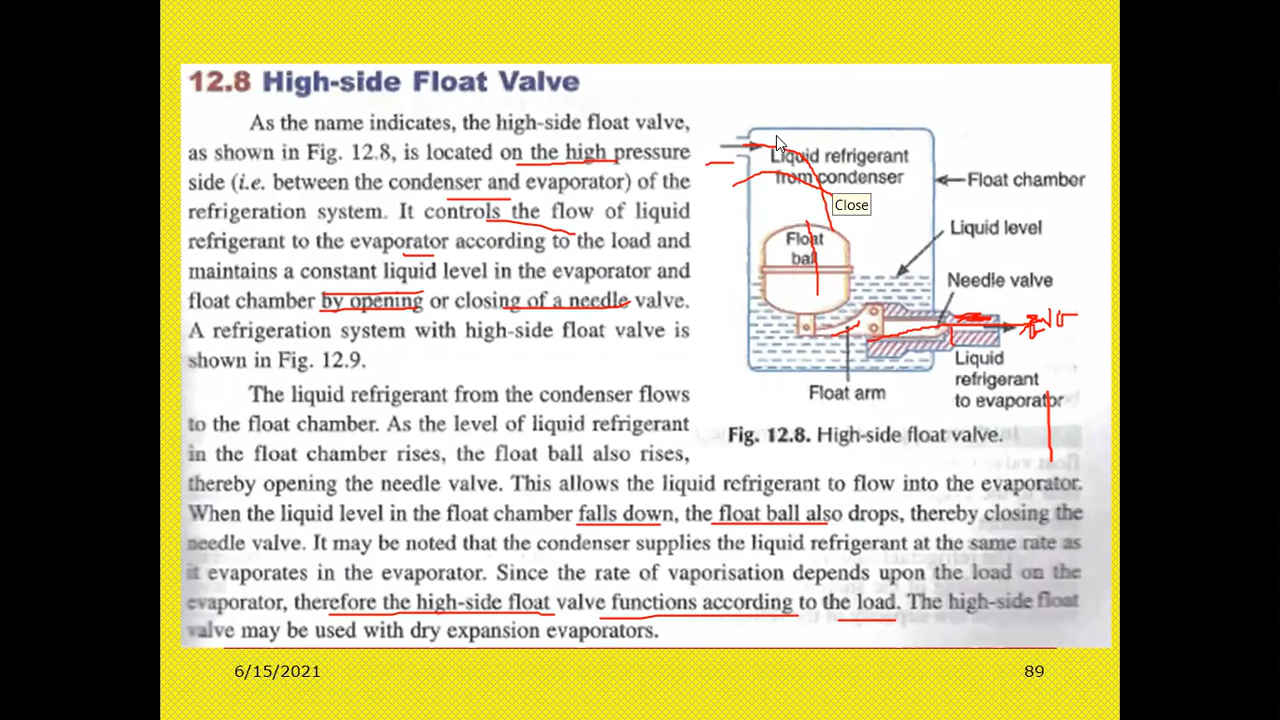 12.8 High-side Float Valve
As the name indicates, the high-side float valve,
as shown in Fig. 12.8, is located on the high pressure
side (i.e. between the condenser and evaporator) of the
refrigeration system. It controls the flow of liquid
refrigerant to the evaporator according to the load and
maintains a constant liquid level in the evaporator and
float chamber by opening or closing of a needle valve.
A refrigeration system with high-side float valve is
shown in Fig. 12.9.
The liquid refrigerant from the condenser flows
to the float chamber. As the level of liquid refrigerant
in the float chamber rises, the float ball also rises,
thereby opening the needle valve. This allows the liquid refrigerant to flow into the evaporator.
When the liquid level in the float chamber falls down, the float ball also drops, thereby closing the
needle valve. It may be noted that the condenser supplies the liquid refrigerant at the same rate as
it evaporates in the evaporator. Since the rate of vaporisation depends upon the load on the
evaporator, therefore the high-side float valve functions according to the load. The high-side float
valve may be used with dry expansion evaporators.
Liquid refrigerant
from condenser
Close
Float chamber
Float
ball
Liquid level
Needle valve
Liquid
refrigerant
to evaporator
Float arm
Fig. 12.8. High-side float valve.
6/15/2021
89